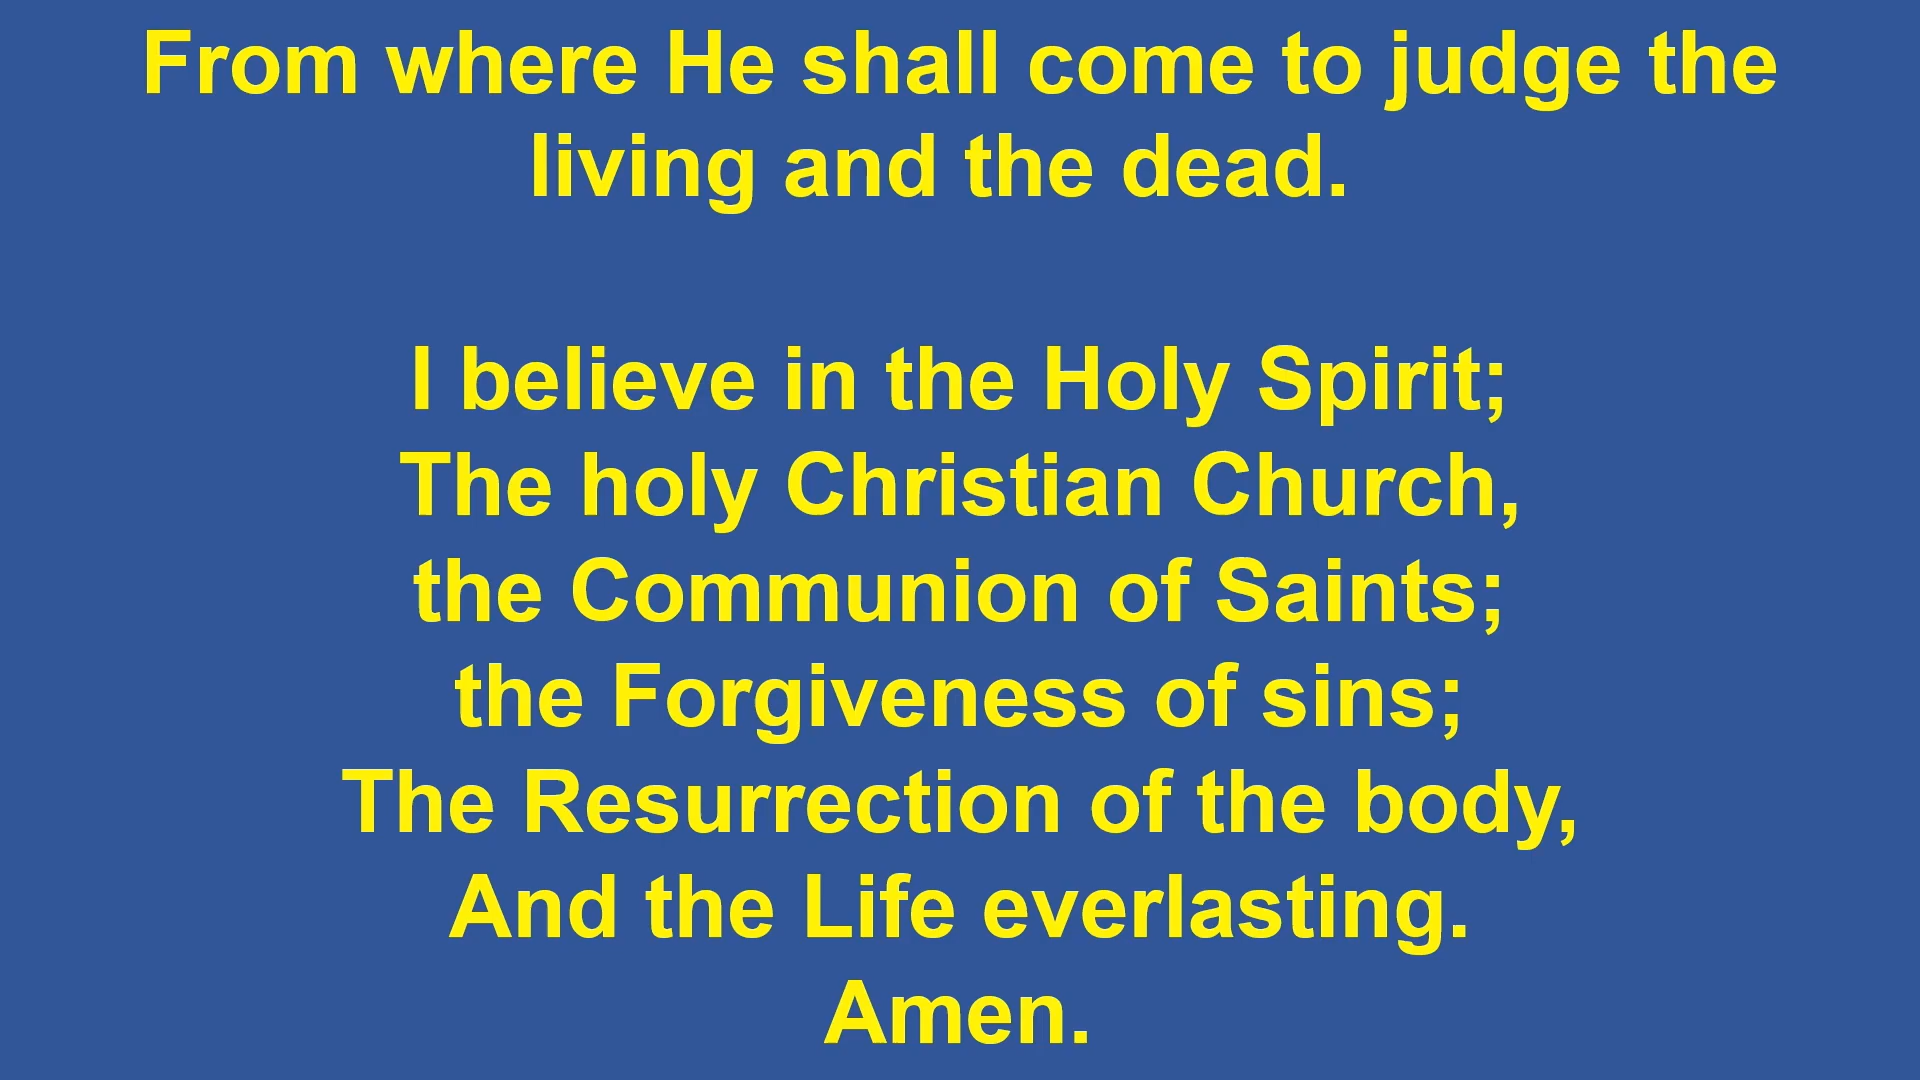 From where He shall come to judge the
living and the dead.
I believe in the Holy Spirit;
The holy Christian Church,
the Communion of Saints;
the Forgiveness of sins;
The Resurrection of the body,
And the Life everlasting.
Amen.